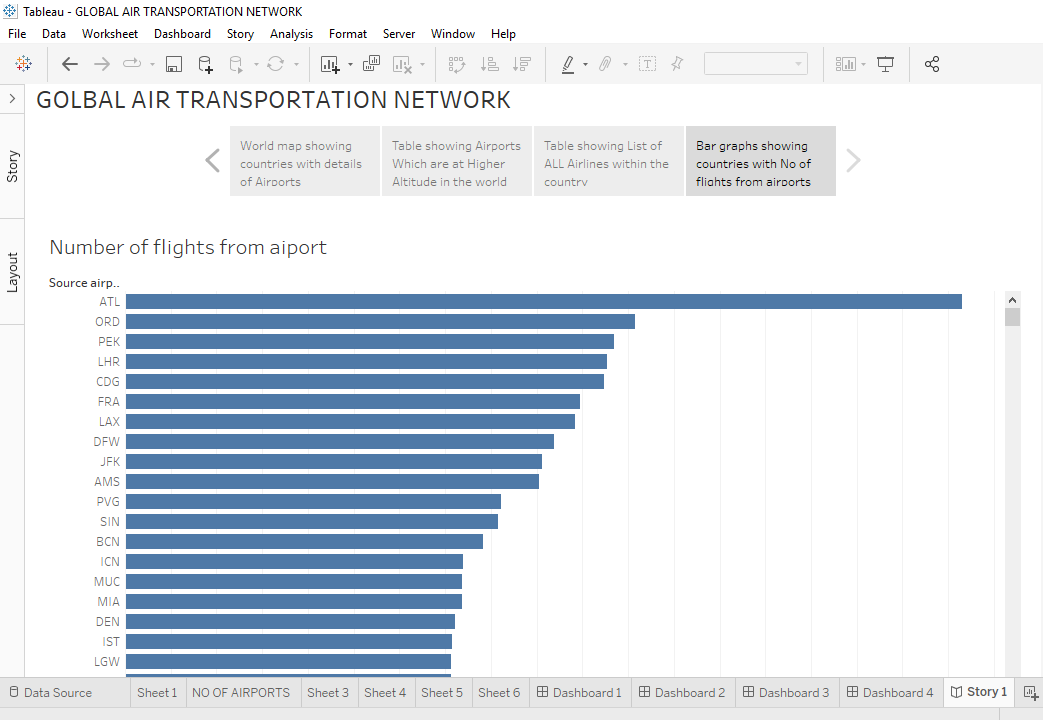 Tableau - GLOBAL AIR TRANSPORTATION NETWORK
File Data Worksheet Dashboard Story Analysis Format Server Window Help
GOLBAL AIR TRANSPORTATION NETWORK
Story
Layout
World map showing
countries with details
of Airports
Table showing Airports
Which are at Higher
Altitude in the world
Table showing List of
ALL Airlines within the
country
Bar graphs showing
countries with No of
flights from airports
Number of flights from aiport
Source airp..
ATL
ORD
PEK
LHR
CDG
FRA
LAX
DFW
JFK
AMS
PVG
SIN
BCN
ICN
MUC
MIA
DEN
IST
LGW
Data Source Sheet 1 NO OF AIRPORTS Sheet 3 Sheet 4 Sheet 5 Sheet 6 Dashboard 1 Dashboard 2 Dashboard 3 Dashboard 4 Story 1